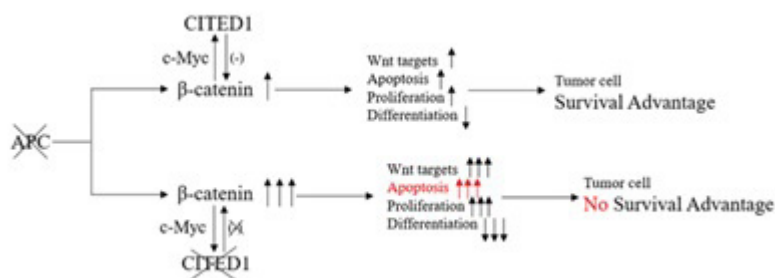 CITED1
c-Myc (-)
β-catenin
Wnt targets
Apoptosis
Proliferation
Differentiation
Tumor cell
Survival Advantage
APC
β-catenin
Wnt targets
Apoptosis
Proliferation
Differentiation
Tumor cell
No Survival Advantage
c-Myc (-)
CITED1